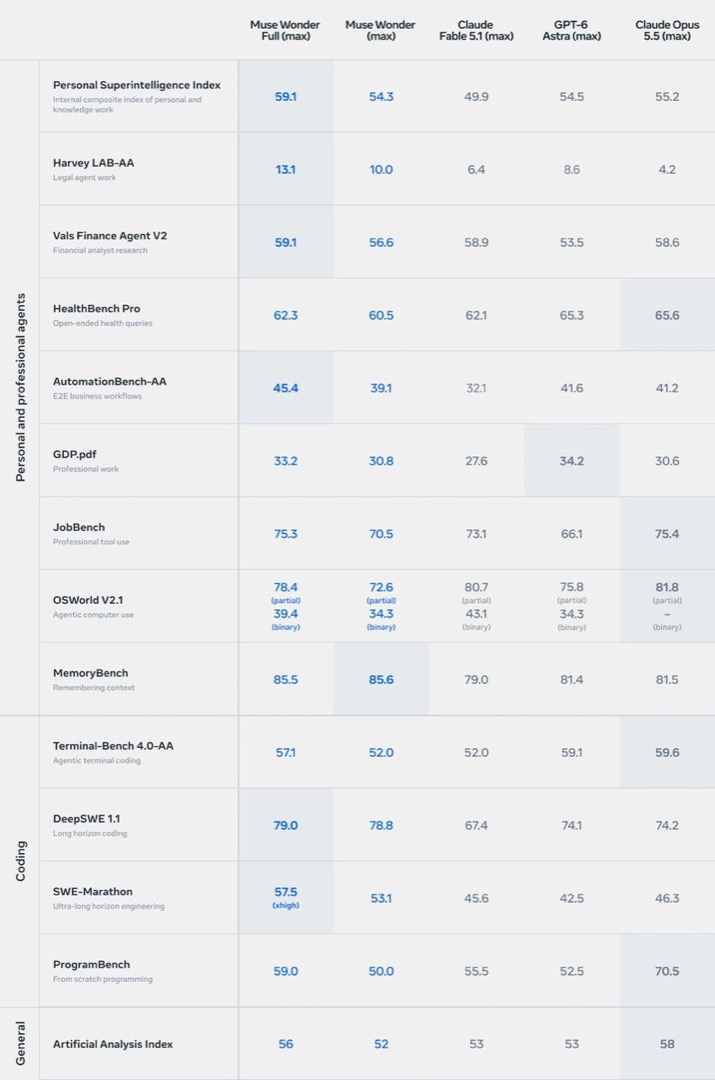 Muse Wonder Full (max)
Muse Wonder (max)
Claude Fable 5.1 (max)
GPT-6 Astra (max)
Claude Opus 5.5 (max)
Personal and professional agents
Personal Superintelligence Index
Internal composite index of personal and
knowledge work
59.1 54.3 49.9 54.5 55.2
Harvey LAB-AA
Legal agent work
13.1 10.0 6.4 8.6 4.2
Vals Finance Agent V2
Financial analyst research
59.1 56.6 58.9 53.5 58.6
HealthBench Pro
Open-ended health queries
62.3 60.5 62.1 65.3 65.6
AutomationBench-AA
E2E business workflows
45.4 39.1 32.1 41.6 41.2
GDP.pdf
Professional work
33.2 30.8 27.6 34.2 30.6
JobBench
Professional tool use
75.3 70.5 73.1 66.1 75.4
OSWorld V2.1
Agentic computer use
78.4 72.6 80.7 75.8 81.8
(partial) (partial) (partial) (partial) (partial)
39.4 34.3 43.1 34.3 –
(binary) (binary) (binary) (binary) (binary)
MemoryBench
Remembering context
85.5 85.6 79.0 81.4 81.5
Coding
Terminal-Bench 4.0-AA
Agentic terminal coding
57.1 52.0 52.0 59.1 59.6
DeepSWE 1.1
Long horizon coding
79.0 78.8 67.4 74.1 74.2
SWE-Marathon
Ultra-long horizon engineering
57.5 53.1 45.6 42.5 46.3
(xhigh)
ProgramBench
From scratch programming
59.0 50.0 55.5 52.5 70.5
General
Artificial Analysis Index
56 52 53 53 58